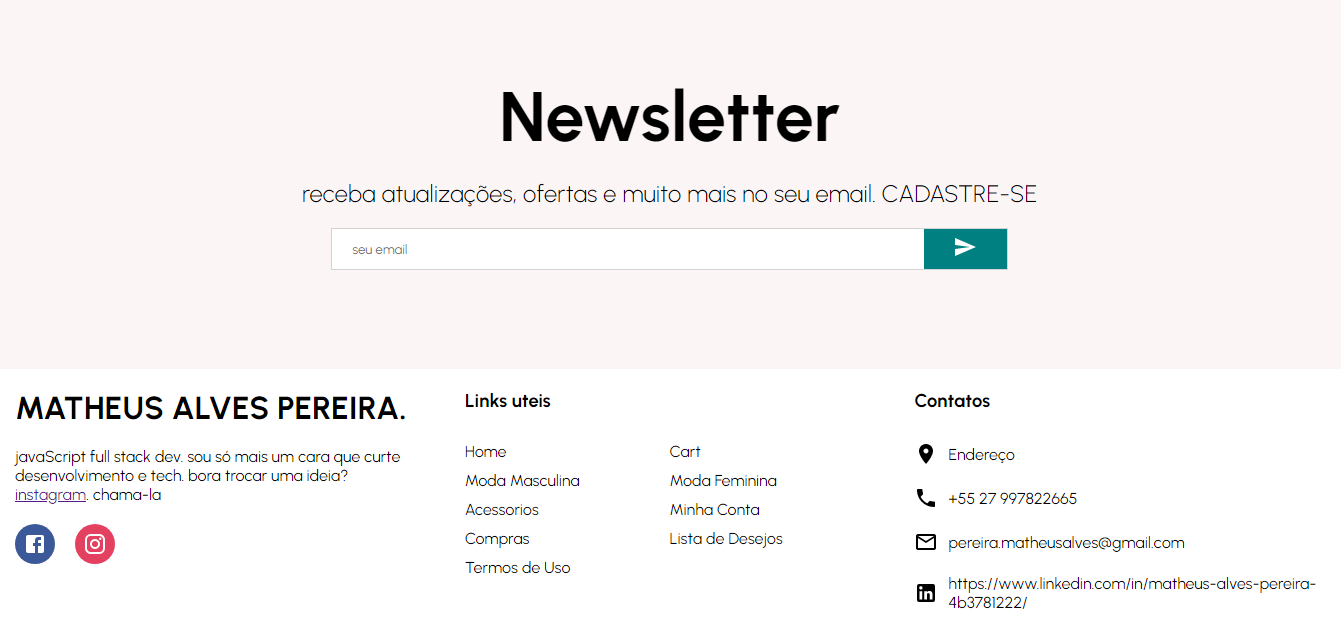 Newsletter
receba atualizações, ofertas e muito mais no seu email. CADASTRE-SE
seu email
MATHEUS ALVES PEREIRA.
javaScript full stack dev. sou só mais um cara que curte
desenvolvimento e tech. bora trocar uma ideia?
instagram. chama-la
Links uteis
Home
Moda Masculina
Acessorios
Compras
Termos de Uso
Cart
Moda Feminina
Minha Conta
Lista de Desejos
Contatos
Endereço
+55 27 997822665
pereira.matheusalves@gmail.com
https://www.linkedin.com/in/matheus-alves-pereira-
4b3781222/